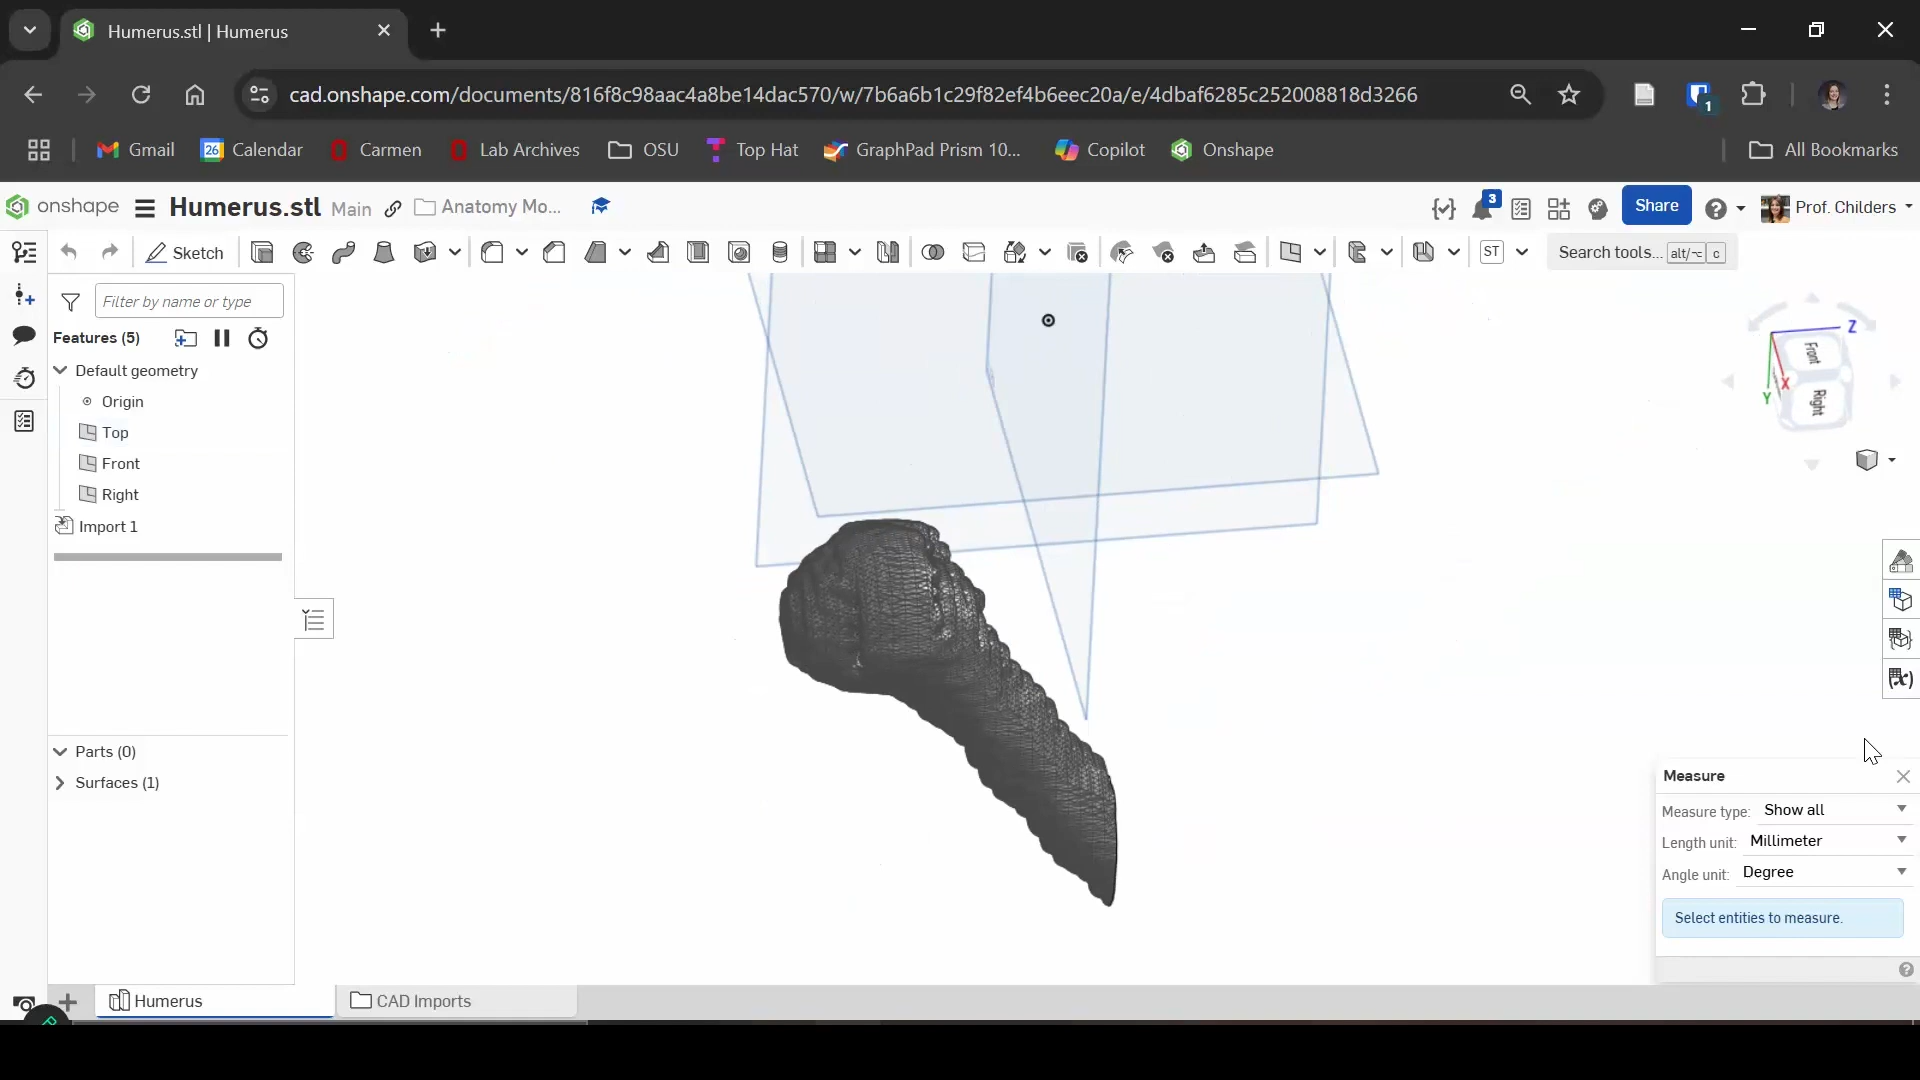 Humerus.stl | Humerus
cad.onshape.com/documents/816f8c98aac4a8be14dac570/w/7b6a6b1c29f82ef4b6eec20a/e/4dbaf6285c252008818d3266
1
Gmail
26
Calendar
Carmen
Lab Archives
OSU
Top Hat
GraphPad Prism 10...
Copilot
Onshape
All Bookmarks
onshape
Humerus.stl
Main
Anatomy Mo...
3
Share
Prof. Childers
Sketch
ST
Search tools... alt/⌥ c
Filter by name or type
Features (5)
Default geometry
Origin
Top
Front
Right
Import 1
Parts (0)
Surfaces (1)
Z
Front
X
Y
Right
(x)
Measure
Measure type: Show all
Length unit: Millimeter
Angle unit: Degree
Select entities to measure.
Humerus
CAD Imports